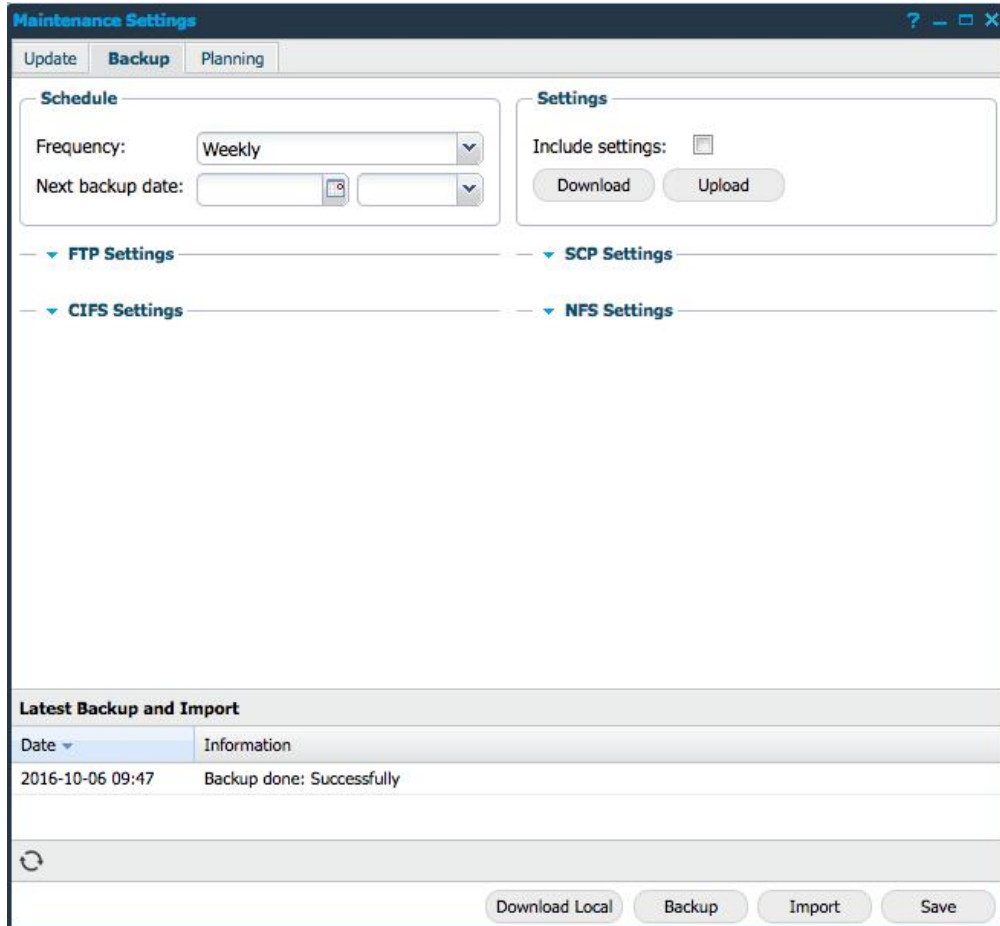 Maintenance Settings ?
Update Backup Planning
Schedule
Frequency: Weekly
Next backup date:
Settings
Include settings:
Download Upload
FTP Settings
SCP Settings
CIFS Settings
NFS Settings
Latest Backup and Import
Date Information
2016-10-06 09:47 Backup done: Successfully
Download Local Backup Import Save